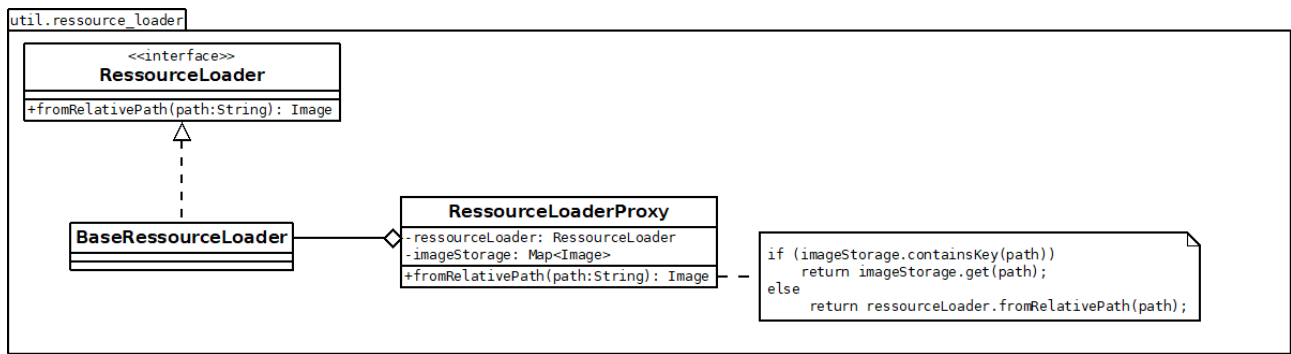 util.ressource_loader
<<interface>>
RessourceLoader
+fromRelativePath(path:String): Image
BaseRessourceLoader
RessourceLoaderProxy
-ressourceLoader: RessourceLoader
-imageStorage: Map<Image>
+fromRelativePath(path:String): Image
if (imageStorage.containsKey(path))
    return imageStorage.get(path);
else
     return ressourceLoader.fromRelativePath(path);